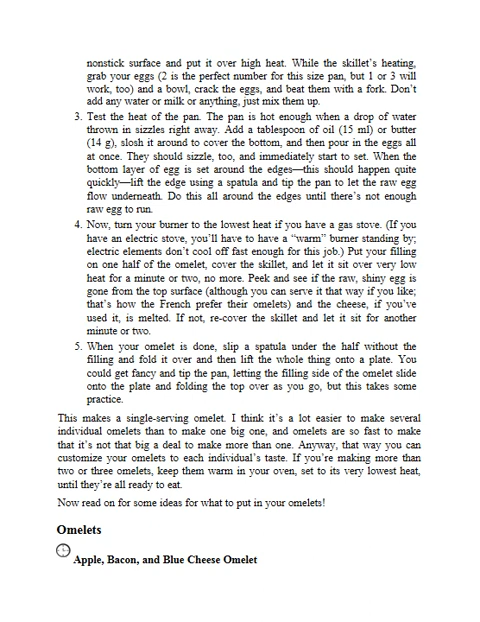 nonstick surface and put it over high heat. While the skillet's heating,
grab your eggs (2 is the perfect number for this size pan, but 1 or 3 will
work, too) and a bowl, crack the eggs, and beat them with a fork. Don't
add any water or milk or anything, just mix them up.
3. Test the heat of the pan. The pan is hot enough when a drop of water
thrown in sizzles right away. Add a tablespoon of oil (15 ml) or butter
(14 g), slosh it around to cover the bottom, and then pour in the eggs all
at once. They should sizzle, too, and immediately start to set. When the
bottom layer of egg is set around the edges—this should happen quite
quickly—lift the edge using a spatula and tip the pan to let the raw egg
flow underneath. Do this all around the edges until there's not enough
raw egg to run.
4. Now, turn your burner to the lowest heat if you have a gas stove. (If you
have an electric stove, you'll have to have a “warm” burner standing by;
electric elements don't cool off fast enough for this job.) Put your filling
on one half of the omelet, cover the skillet, and let it sit over very low
heat for a minute or two, no more. Peek and see if the raw, shiny egg is
gone from the top surface (although you can serve it that way if you like;
that's how the French prefer their omelets) and the cheese, if you've
used it, is melted. If not, re-cover the skillet and let it sit for another
minute or two.
5. When your omelet is done, slip a spatula under the half without the
filling and fold it over and then lift the whole thing onto a plate. You
could get fancy and tip the pan, letting the filling side of the omelet slide
onto the plate and folding the top over as you go, but this takes some
practice.
This makes a single-serving omelet. I think it's a lot easier to make several
individual omelets than to make one big one, and omelets are so fast to make
that it's not that big a deal to make more than one. Anyway, that way you can
customize your omelets to each individual's taste. If you're making more than
two or three omelets, keep them warm in your oven, set to its very lowest heat,
until they're all ready to eat.
Now read on for some ideas for what to put in your omelets!
Omelets
Apple, Bacon, and Blue Cheese Omelet